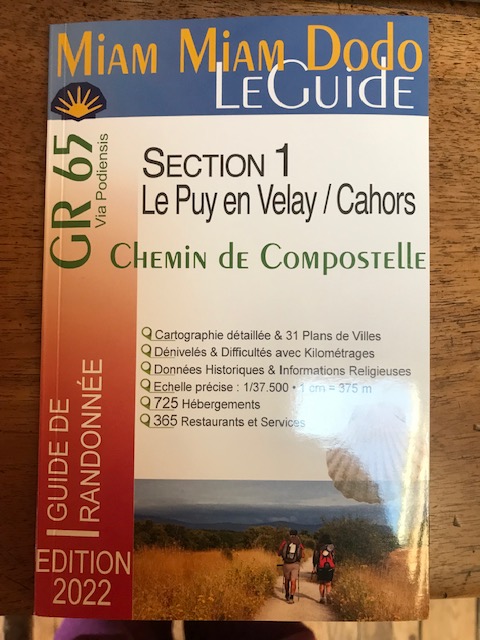 Miam Miam Dodo
LeGuide
GR 65
Via Podiensis
Section 1
Le Puy en Velay / Cahors
Chemin de Compostelle
Cartographie détaillée & 31 Plans de Villes
Dénivelés & Difficultés avec Kilométrages
Données Historiques & Informations Religieuses
Echelle précise : 1/37.500 • 1 cm = 375 m
725 Hébergements
365 Restaurants et Services
GUIDE DE
RANDONNÉE
EDITION
2022